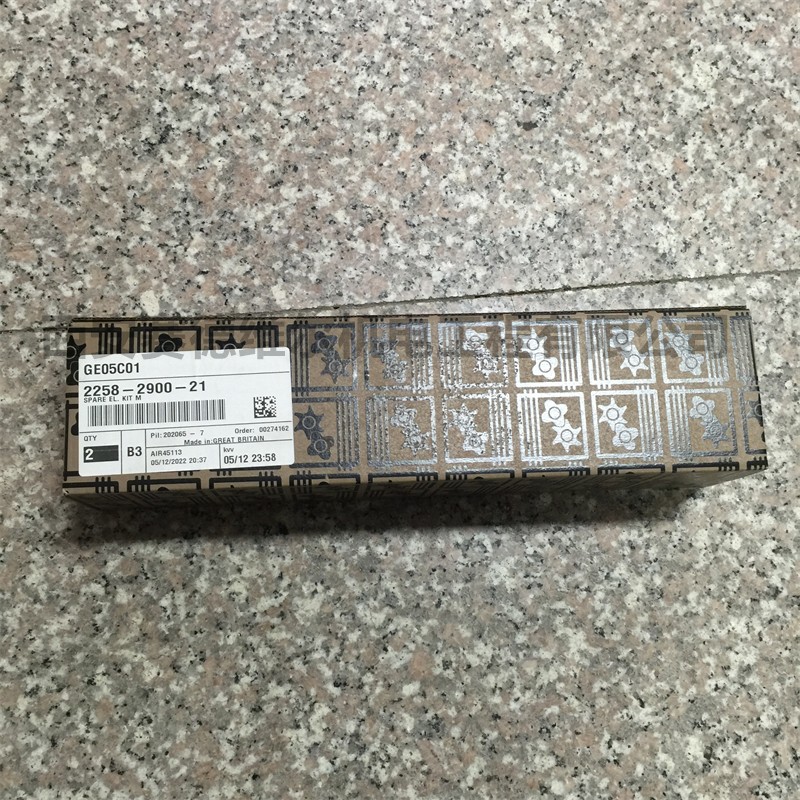 GE05C01
2258-2900-21
SPARE EL. KIT M
QTY
2
B3
Pil: 202065 - 7
Order: 00274162
Made in:GREAT BRITAIN
AIR45113
05/12/2022 20:37
kvv
05/12 23:58